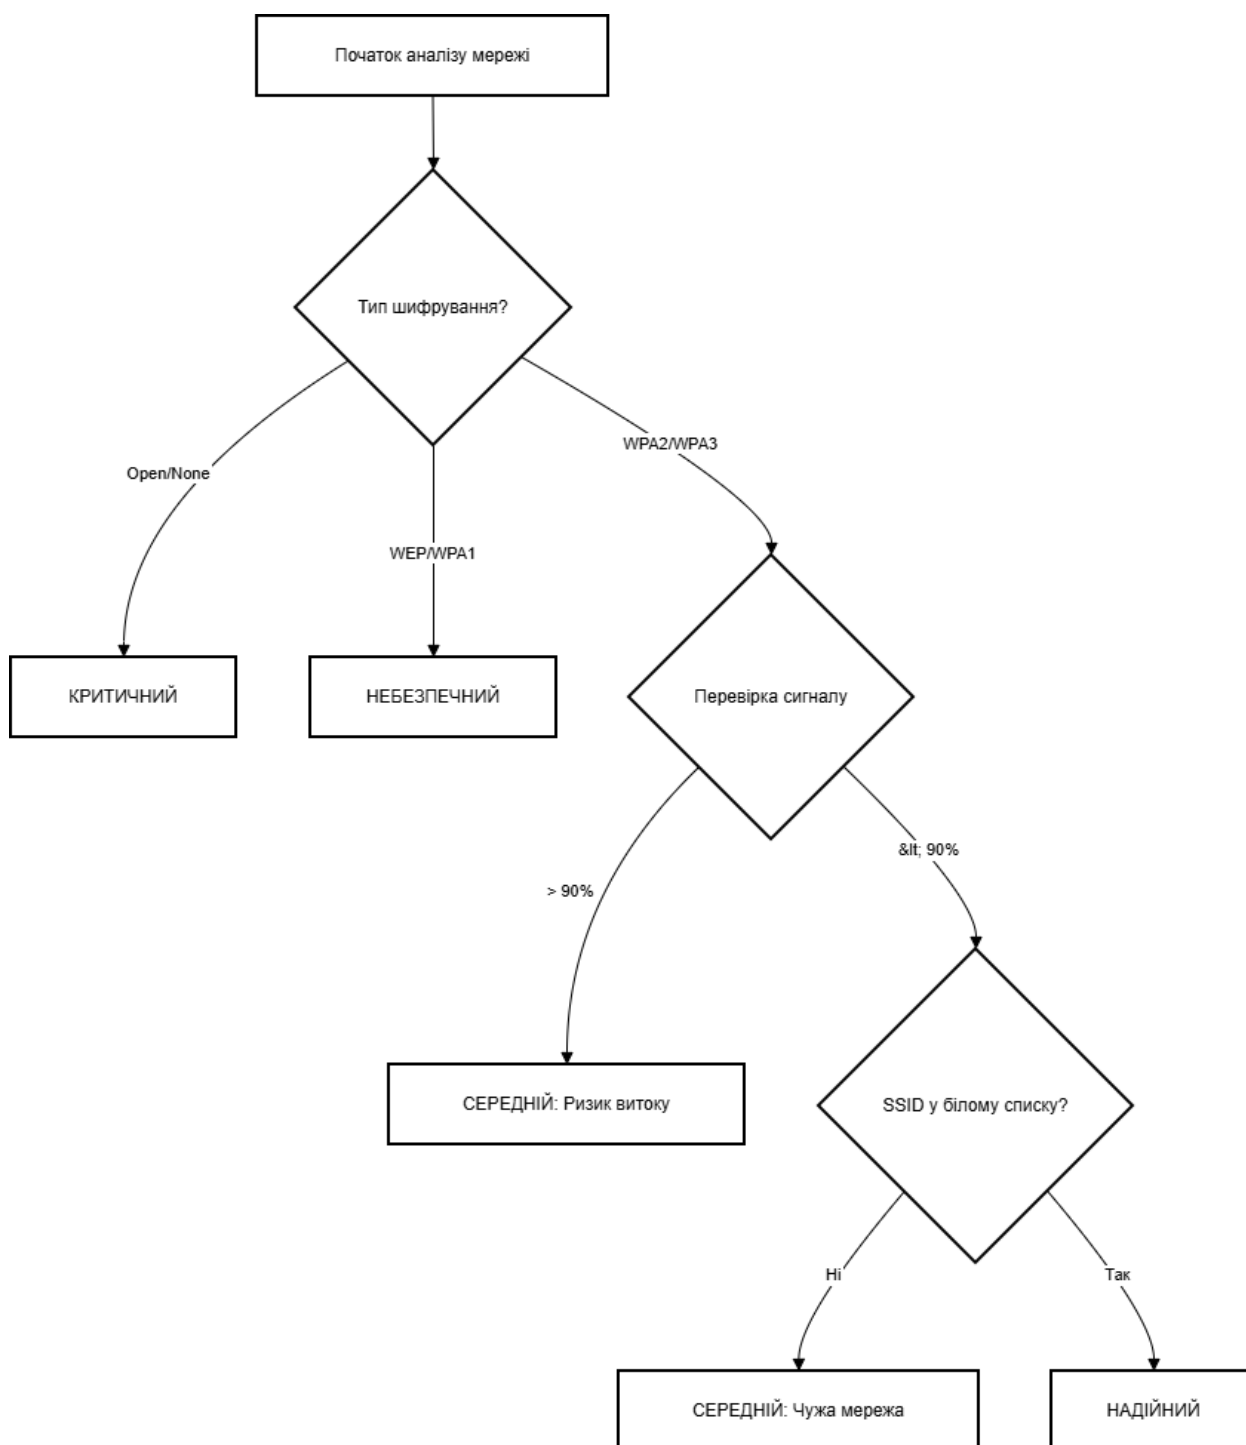 Початок аналізу мережі
Тип шифрування?
Open/None
WEP/WPA1
WPA2/WPA3
КРИТИЧНИЙ
НЕБЕЗПЕЧНИЙ
Перевірка сигналу
> 90%
&lt; 90%
СЕРЕДНІЙ: Ризик витоку
SSID у білому списку?
Ні
Так
СЕРЕДНІЙ: Чужа мережа
НАДІЙНИЙ